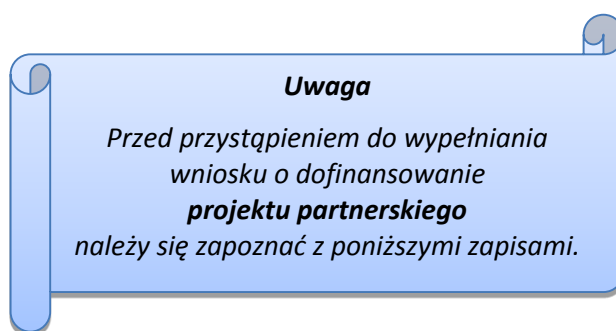 Uwaga
Przed przystąpieniem do wypełniania
wniosku o dofinansowanie
projektu partnerskiego
należy się zapoznać z poniższymi zapisami.